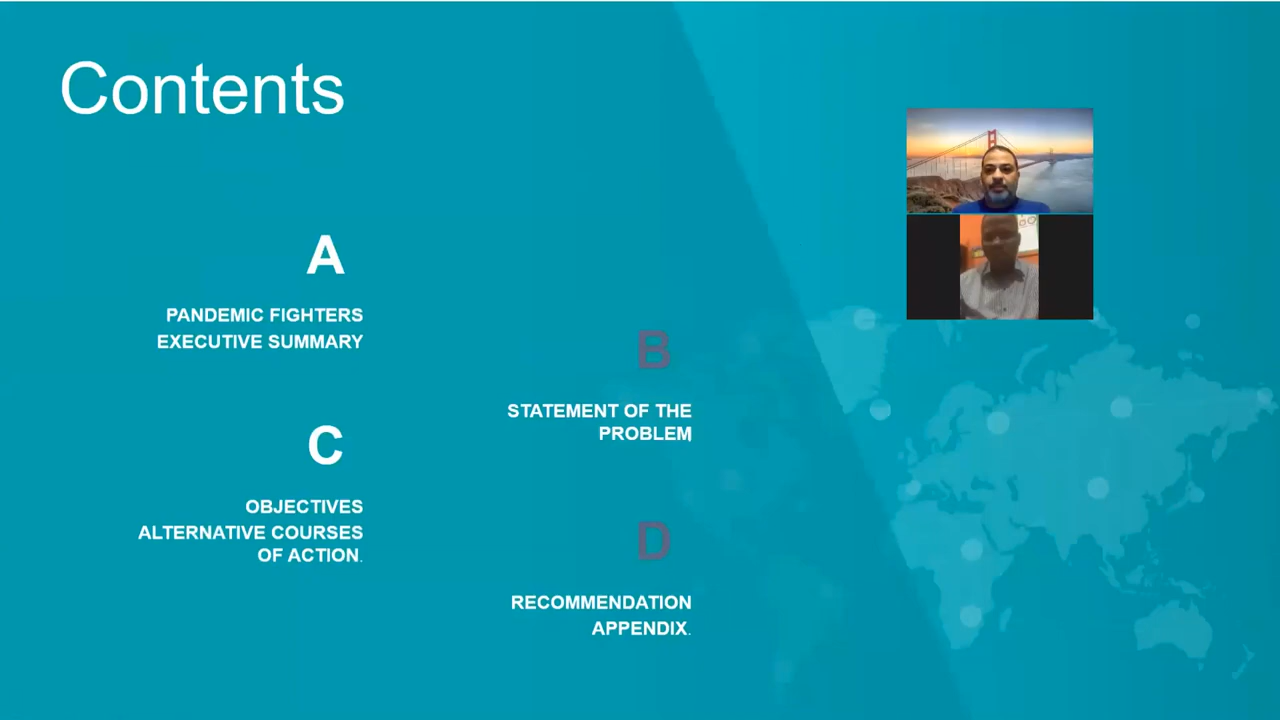 Contents
A
PANDEMIC FIGHTERS
EXECUTIVE SUMMARY
B
STATEMENT OF THE
PROBLEM
C
OBJECTIVES
ALTERNATIVE COURSES
OF ACTION.
D
RECOMMENDATION
APPENDIX.